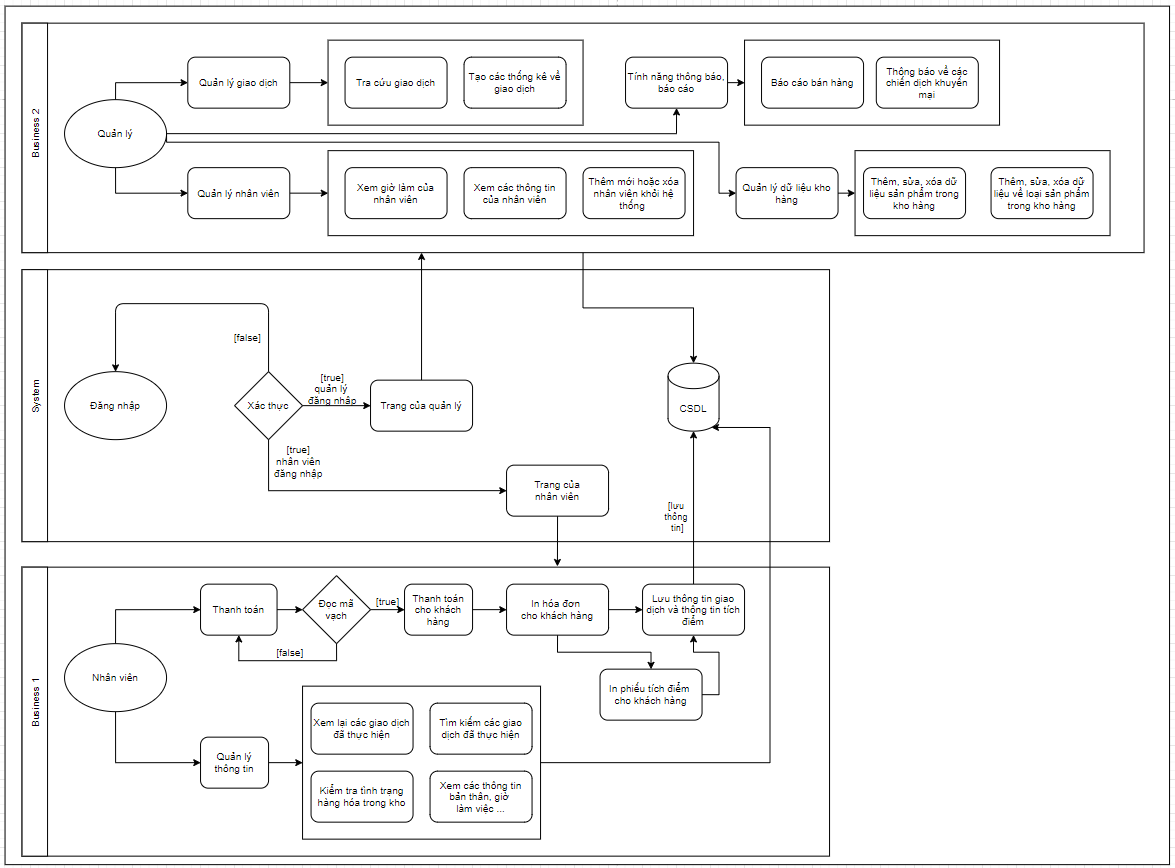 Business 2
Quản lý
Quản lý giao dịch
Tra cứu giao dịch
Tạo các thống kê về
giao dịch
Tính năng thông báo,
báo cáo
Báo cáo bán hàng
Thông báo về các
chiến dịch khuyến
mại
Quản lý nhân viên
Xem giờ làm của
nhân viên
Xem các thông tin
của nhân viên
Thêm mới hoặc xóa
nhân viên khỏi hệ
thống
Quản lý dữ liệu kho
hàng
Thêm, sửa, xóa dữ
liệu sản phẩm trong
kho hàng
Thêm, sửa, xóa dữ
liệu về loại sản phẩm
trong kho hàng
System
Đăng nhập
[false]
Xác thực
[true]
quản lý
đăng nhập
Trang của quản lý
[true]
nhân viên
đăng nhập
Trang của
nhân viên
CSDL
[lưu
thông
tin]
Business 1
Nhân viên
Thanh toán
Đọc mã
vạch
[true]
[false]
Thanh toán
cho khách
hàng
In hóa đơn
cho khách hàng
Lưu thông tin giao
dịch và thông tin tích
điểm
In phiếu tích điểm
cho khách hàng
Quản lý
thông tin
Xem lại các giao dịch
đã thực hiện
Tìm kiếm các giao
dịch đã thực hiện
Kiểm tra tình trạng
hàng hóa trong kho
Xem các thông tin
bản thân, giờ
làm việc ...